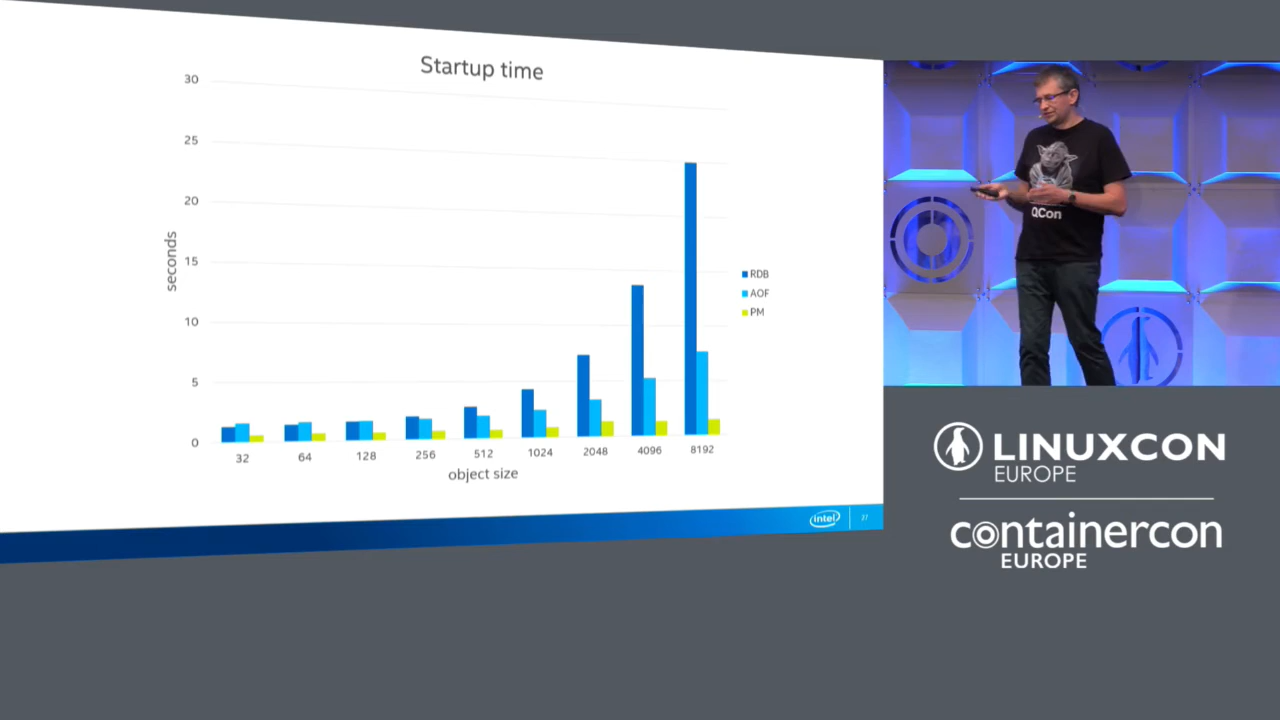 Startup time
30
25
20
15
10
5
0
seconds
32 64 128 256 512 1024 2048 4096 8192
object size
RDB
AOF
PM
intel
37
QCon
LINUXCON
EUROPE
containercon
EUROPE